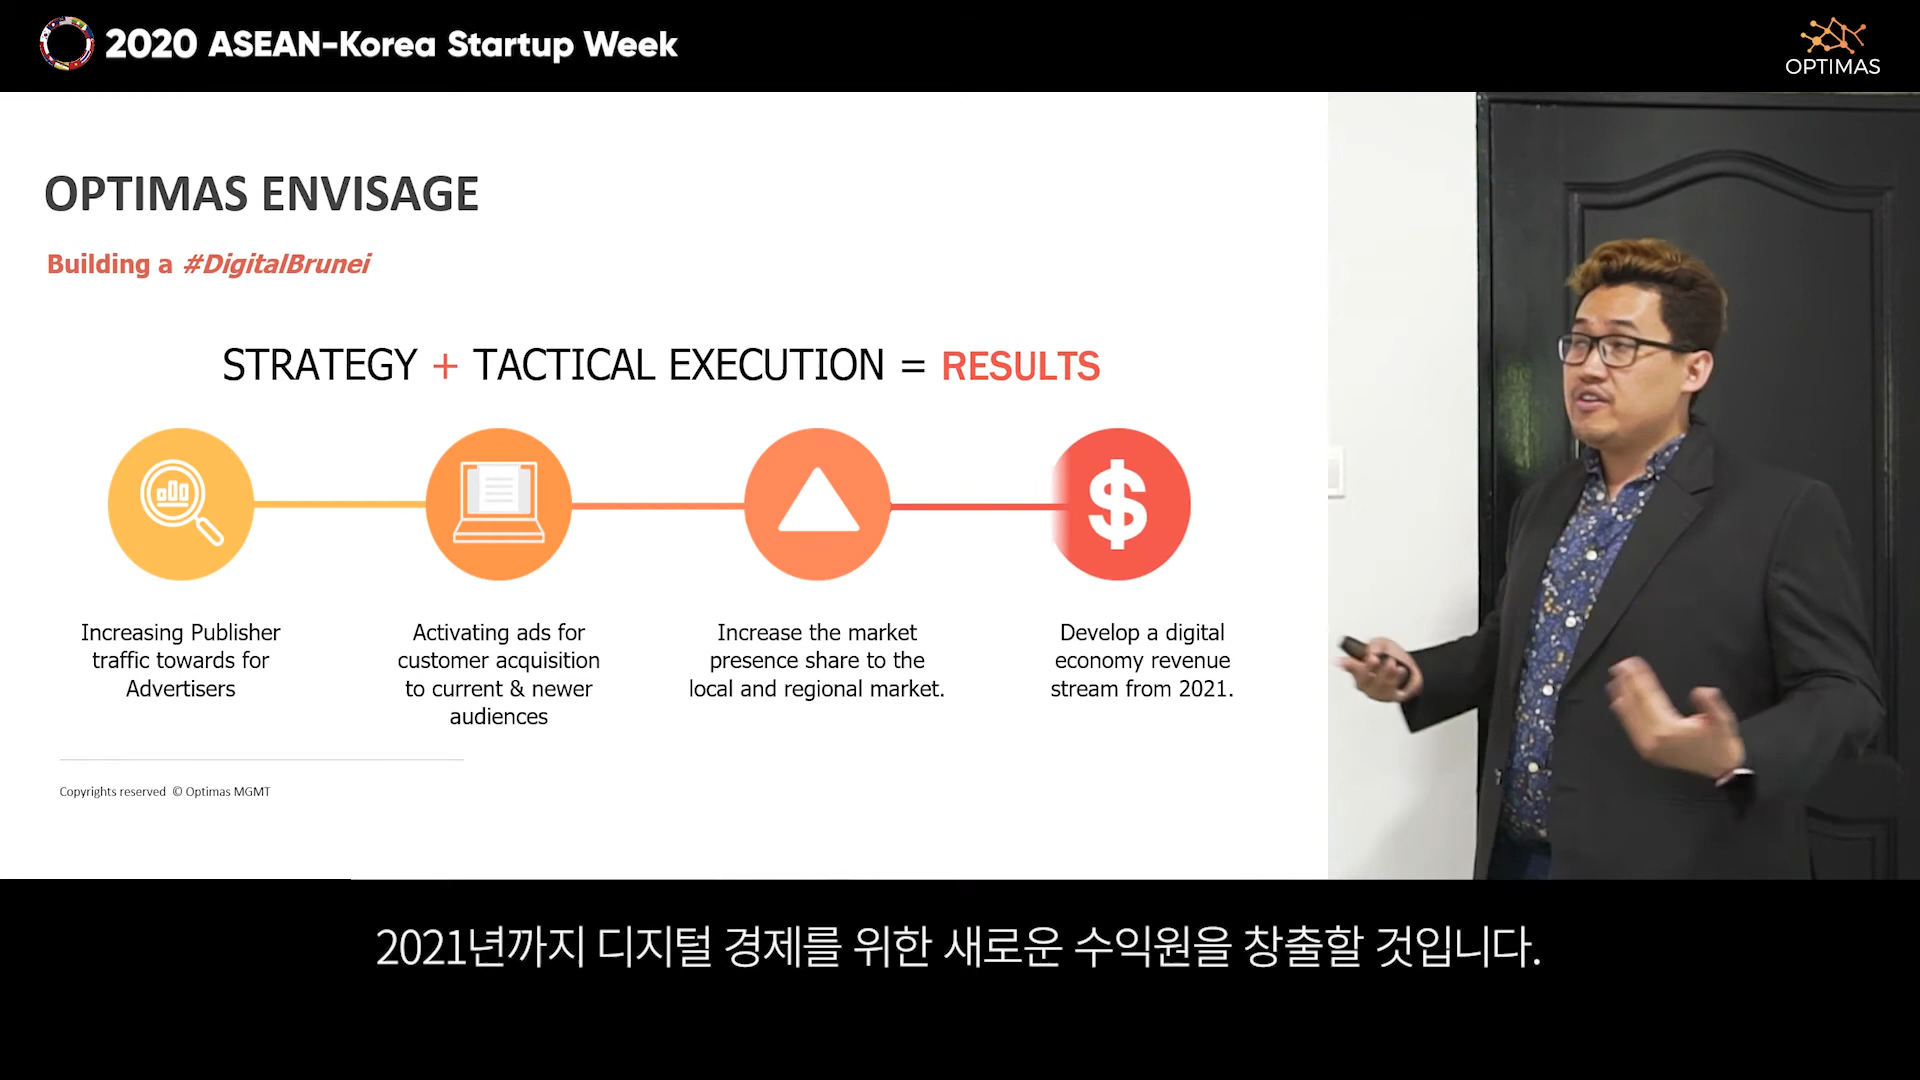 2020 ASEAN-Korea Startup Week
OPTIMAS
OPTIMAS ENVISAGE
Building a #DigitalBrunei
STRATEGY + TACTICAL EXECUTION = RESULTS
$
Increasing Publisher
traffic towards for
Advertisers
Activating ads for
customer acquisition
to current & newer
audiences
Increase the market
presence share to the
local and regional market.
Develop a digital
economy revenue
stream from 2021.
Copyrights reserved © Optimas MGMT
2021년까지 디지털 경제를 위한 새로운 수익원을 창출할 것입니다.